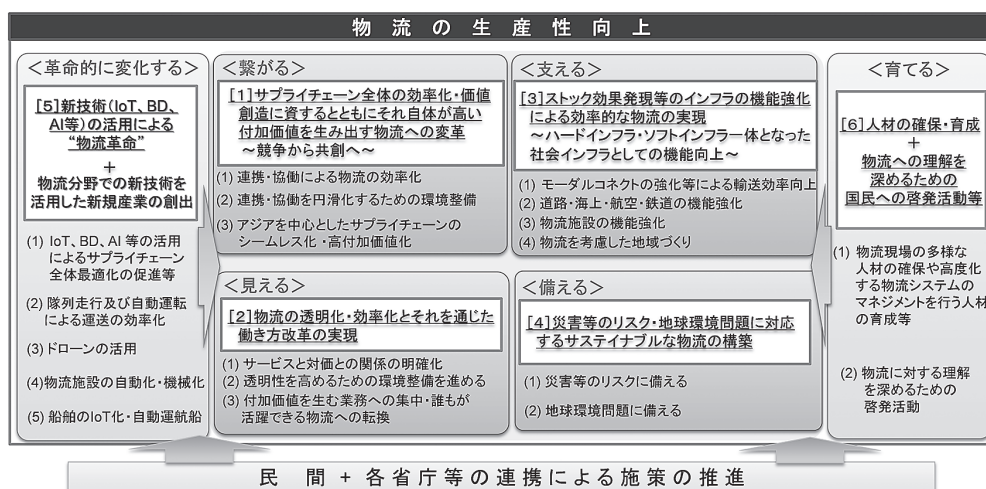 物流の生産性向上
＜革命的に変化する＞
[5]新技術(IoT、BD、
AI等)の活用による
“物流革命”
+
物流分野での新技術を
活用した新規産業の創出
(1) IoT、BD、AI 等の活用
によるサプライチェーン
全体最適化の促進等
(2) 隊列走行及び自動運転
による運送の効率化
(3) ドローンの活用
(4)物流施設の自動化・機械化
(5) 船舶のIoT化・自動運航船
＜繋がる＞
[1]サプライチェーン全体の効率化・価値
創造に資するとともにそれ自体が高い
付加価値を生み出す物流への変革
～競争から共創へ～
(1) 連携・協働による物流の効率化
(2) 連携・協働を円滑化するための環境整備
(3) アジアを中心としたサプライチェーンの
シームレス化・高付加価値化
＜見える＞
[2]物流の透明化・効率化とそれを通じた
働き方改革の実現
(1) サービスと対価との関係の明確化
(2) 透明性を高めるための環境整備を進める
(3) 付加価値を生む業務への集中・誰もが
活躍できる物流への転換
＜支える＞
[3]ストック効果発現等のインフラの機能強化
による効率的な物流の実現
～ハードインフラ・ソフトインフラ一体となった
社会インフラとしての機能向上～
(1) モーダルコネクトの強化等による輸送効率向上
(2) 道路・海上・航空・鉄道の機能強化
(3) 物流施設の機能強化
(4) 物流を考慮した地域づくり
＜備える＞
[4]災害等のリスク・地球環境問題に対応
するサステイナブルな物流の構築
(1) 災害等のリスクに備える
(2) 地球環境問題に備える
＜育てる＞
[6]人材の確保・育成
+
物流への理解を
深めるための
国民への啓発活動等
(1) 物流現場の多様な
人材の確保や高度化
する物流システムの
マネジメントを行う人材
の育成等
(2) 物流に対する理解
を深めるための
啓発活動
民 間 + 各省庁等の連携による施策の推進